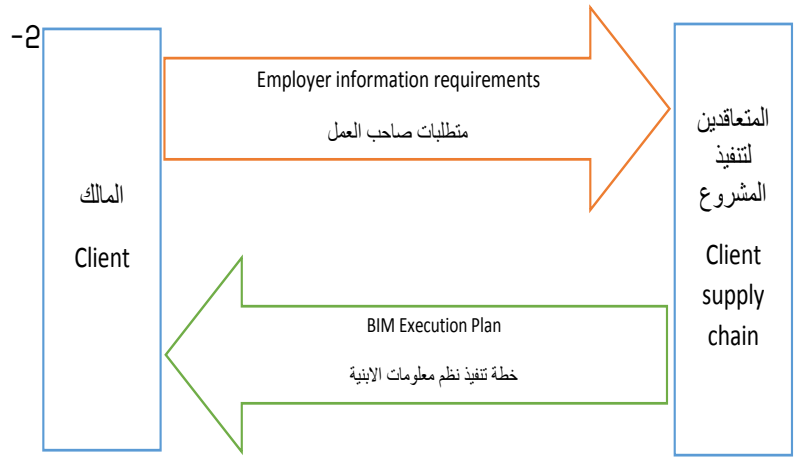 -2
المالك
Client
Employer information requirements
متطلبات صاحب العمل
BIM Execution Plan
خطة تنفيذ نظم معلومات الابنية
المتعاقدين
لتنفيذ
المشروع
Client
supply
chain